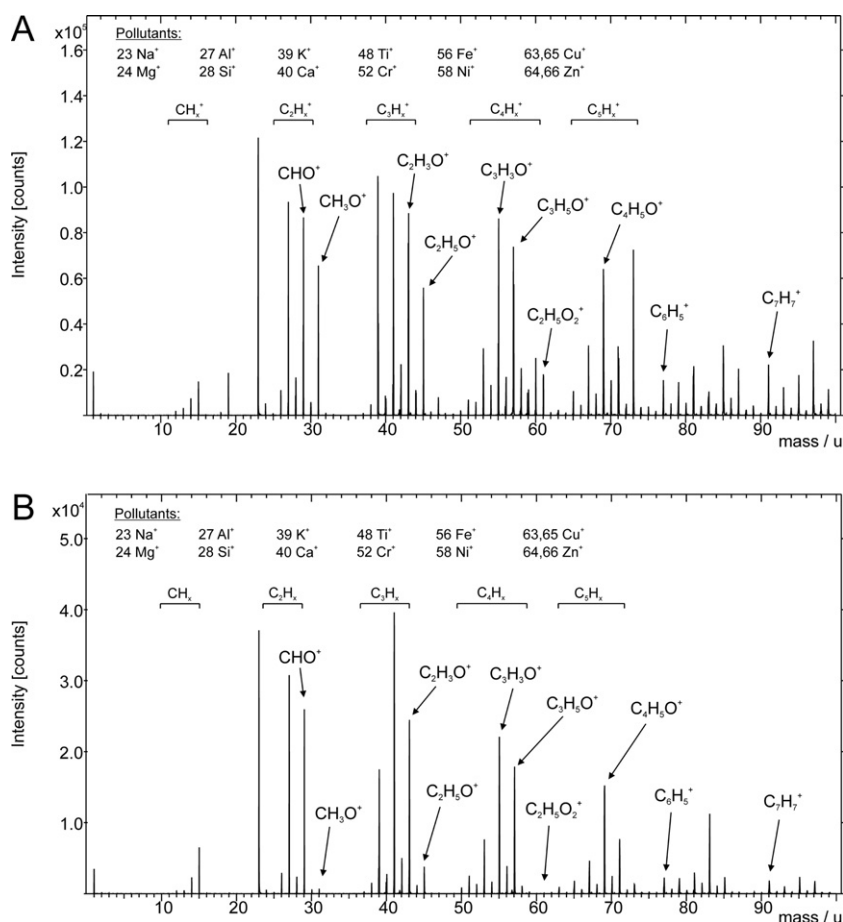 A
x10⁵
Pollutants:
23 Na⁺ 27 Al⁺ 39 K⁺ 48 Ti⁺ 56 Fe⁺ 63,65 Cu⁺
24 Mg⁺ 28 Si⁺ 40 Ca⁺ 52 Cr⁺ 58 Ni⁺ 64,66 Zn⁺
CHₓ⁺ C₂Hₓ⁺ C₃Hₓ⁺ C₄Hₓ⁺ C₅Hₓ⁺
1.6
1.4
1.2
1.0
0.8
0.6
0.4
0.2
Intensity [counts]
CHO⁺
CH₃O⁺
C₂H₃O⁺
C₂H₅O⁺
C₃H₃O⁺
C₃H₅O⁺
C₂H₅O₂⁺
C₄H₅O⁺
C₆H₅⁺
C₇H₇⁺
10 20 30 40 50 60 70 80 90
mass / u
B
x10⁴
Pollutants:
23 Na⁺ 27 Al⁺ 39 K⁺ 48 Ti⁺ 56 Fe⁺ 63,65 Cu⁺
24 Mg⁺ 28 Si⁺ 40 Ca⁺ 52 Cr⁺ 58 Ni⁺ 64,66 Zn⁺
CHₓ C₂Hₓ C₃Hₓ C₄Hₓ C₅Hₓ
5.0
4.0
3.0
2.0
1.0
Intensity [counts]
CHO⁺
CH₃O⁺
C₂H₃O⁺
C₂H₅O⁺
C₃H₃O⁺
C₃H₅O⁺
C₂H₅O₂⁺
C₄H₅O⁺
C₆H₅⁺
C₇H₇⁺
10 20 30 40 50 60 70 80 90
mass / u